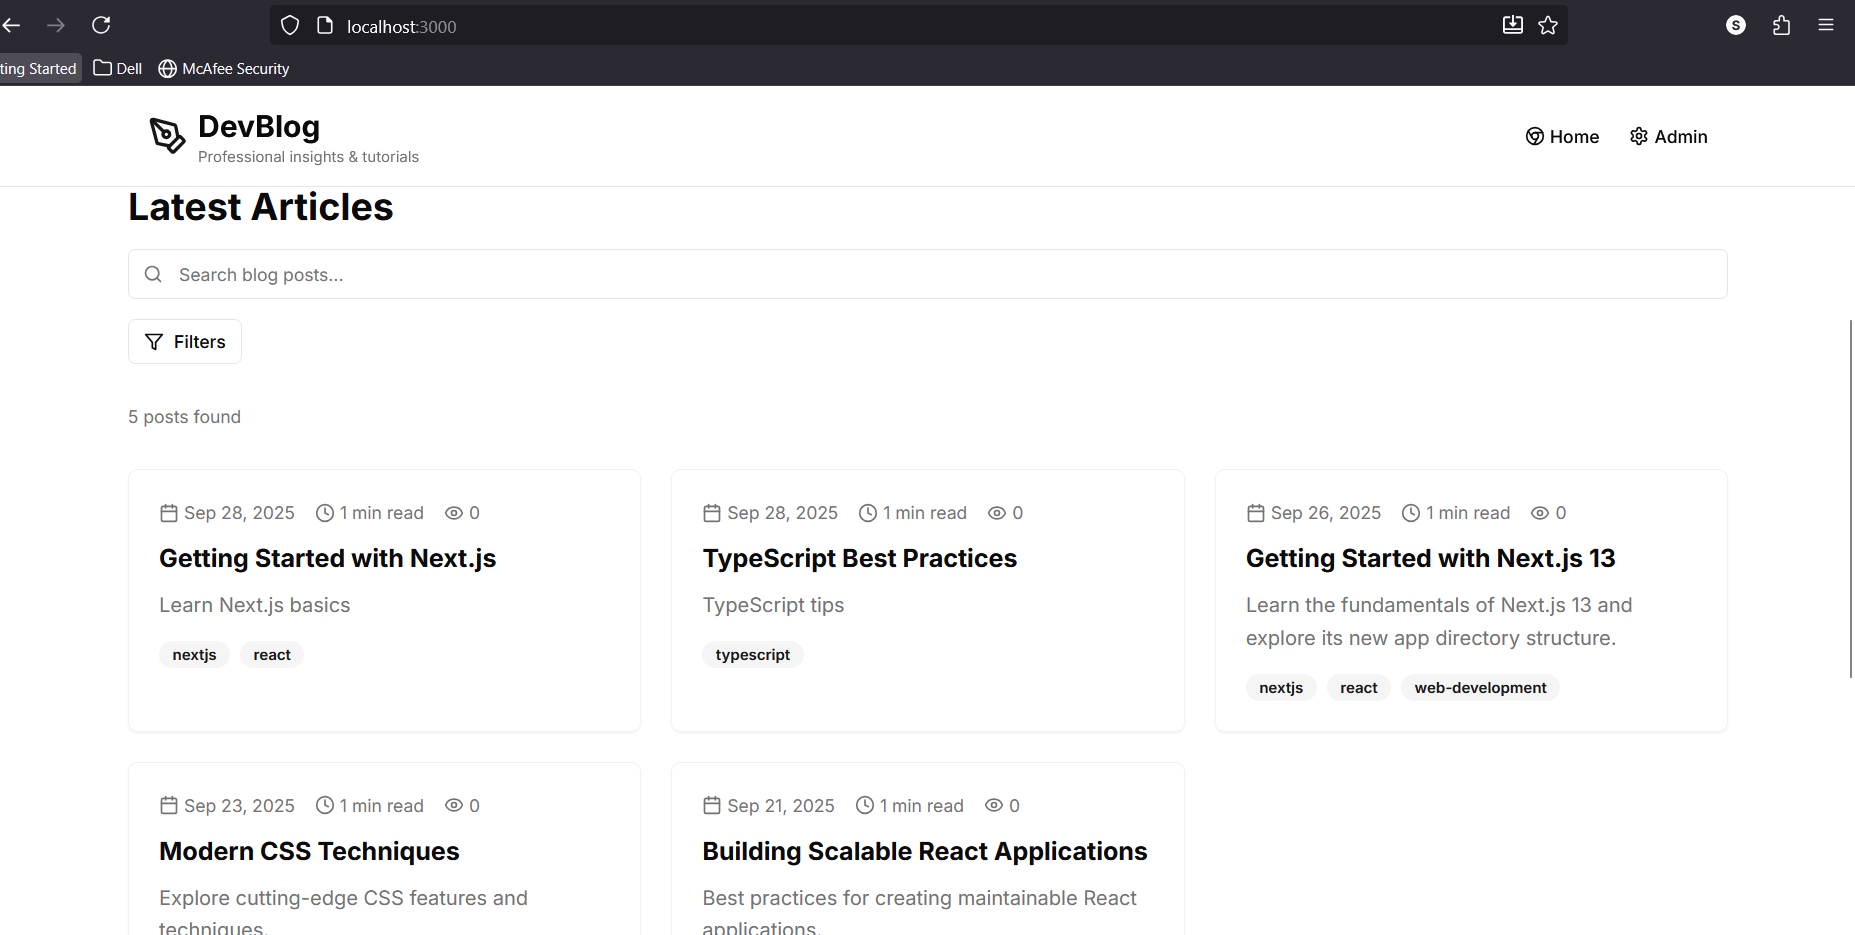 localhost:3000
S
ting Started Dell McAfee Security
DevBlog
Professional insights & tutorials
Home Admin
Latest Articles
Search blog posts...
Filters
5 posts found
Sep 28, 2025 1 min read 0
Getting Started with Next.js
Learn Next.js basics
nextjs react
Sep 28, 2025 1 min read 0
TypeScript Best Practices
TypeScript tips
typescript
Sep 26, 2025 1 min read 0
Getting Started with Next.js 13
Learn the fundamentals of Next.js 13 and
explore its new app directory structure.
nextjs react web-development
Sep 23, 2025 1 min read 0
Modern CSS Techniques
Explore cutting-edge CSS features and
techniques.
Sep 21, 2025 1 min read 0
Building Scalable React Applications
Best practices for creating maintainable React
applications.